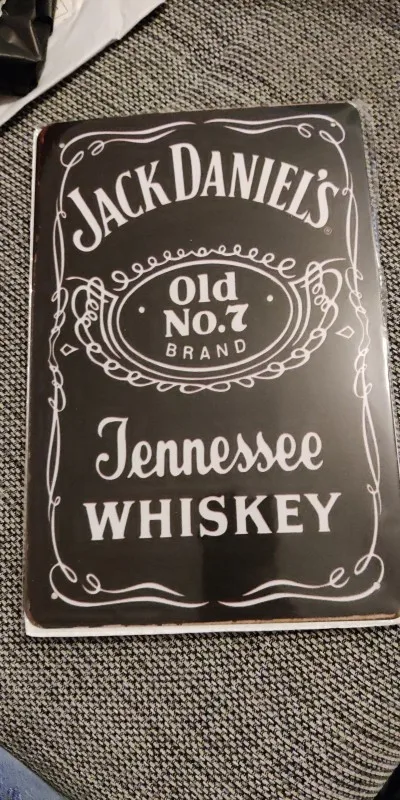 JACK DANIEL'S
Old
NO.7
BRAND
Tennessee
WHISKEY